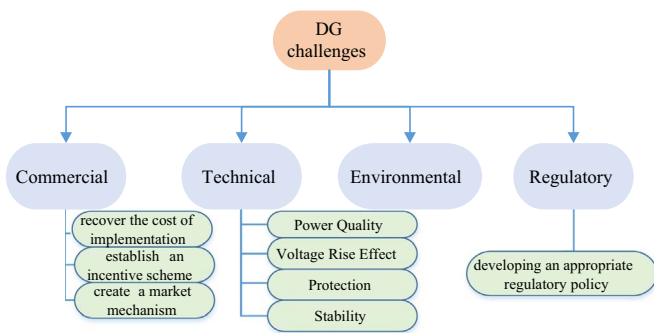 DG
challenges
Commercial
Technical
Environmental
Regulatory
recover the cost of
implementation
establish an
incentive scheme
create a market
mechanism
Power Quality
Voltage Rise Effect
Protection
Stability
developing an appropriate
regulatory policy